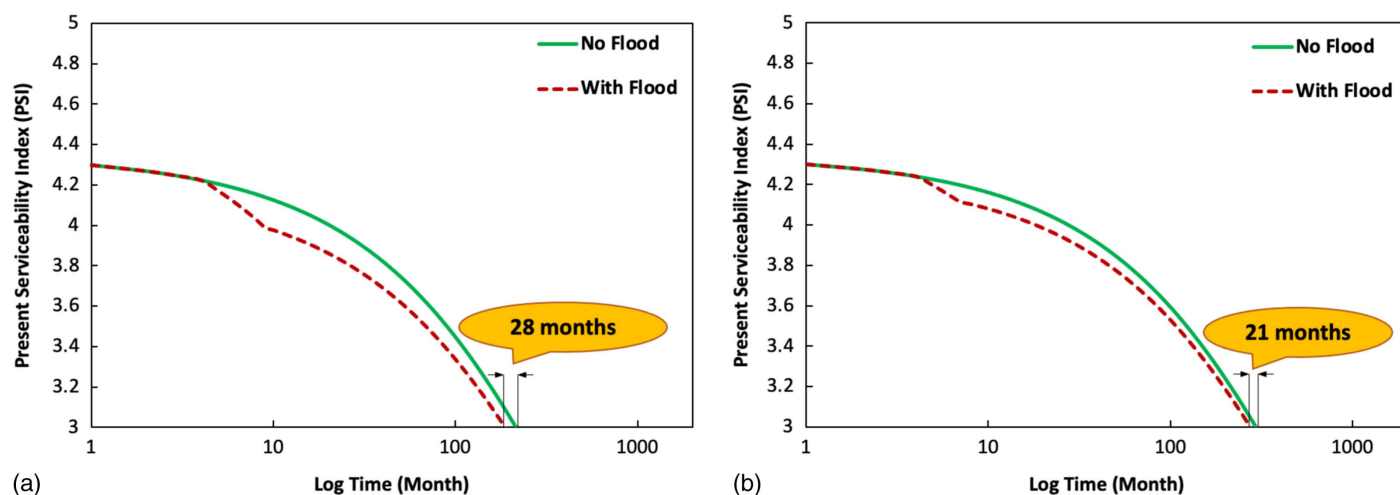 5
4.8
4.6
4.4
4.2
4
3.8
3.6
3.4
3.2
3
Present Serviceability Index (PSI)
No Flood
With Flood
28 months
1
10
100
1000
Log Time (Month)
(a)
5
4.8
4.6
4.4
4.2
4
3.8
3.6
3.4
3.2
3
Present Serviceability Index (PSI)
No Flood
With Flood
21 months
1
10
100
1000
Log Time (Month)
(b)